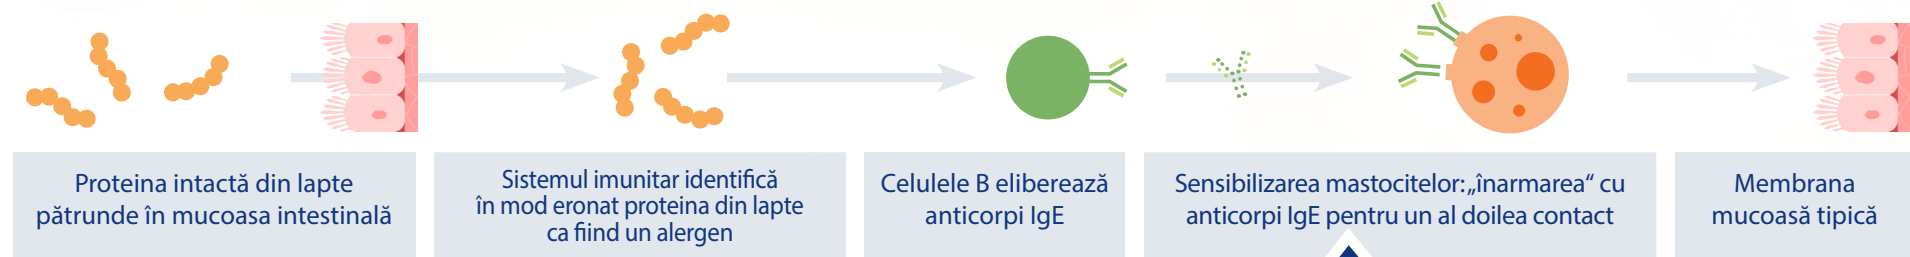 Proteina intactă din lapte
pătrunde în mucoasa intestinală
Sistemul imunitar identifică
în mod eronat proteina din lapte
ca fiind un alergen
Celulele B eliberează
anticorpi IgE
Sensibilizarea mastocitelor: „înarmarea“ cu
anticorpi IgE pentru un al doilea contact
Membrana
mucoasă tipică